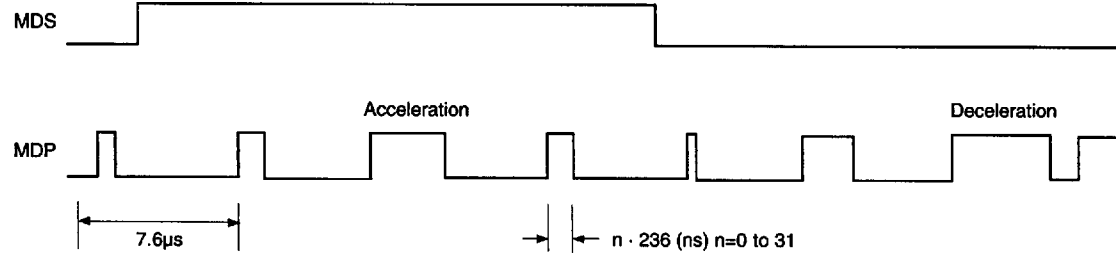 MDS
Acceleration
Deceleration
MDP
7.6µs
n · 236 (ns) n=0 to 31